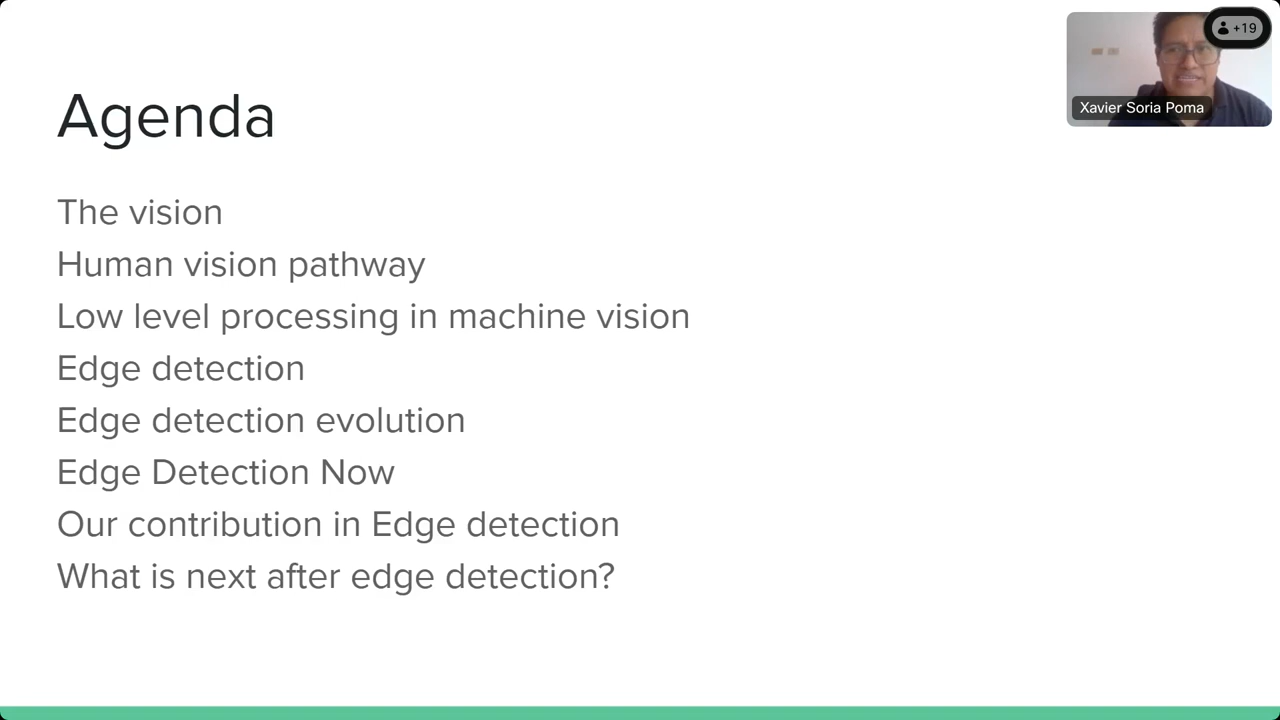 Agenda
+19
Xavier Soria Poma
The vision
Human vision pathway
Low level processing in machine vision
Edge detection
Edge detection evolution
Edge Detection Now
Our contribution in Edge detection
What is next after edge detection?